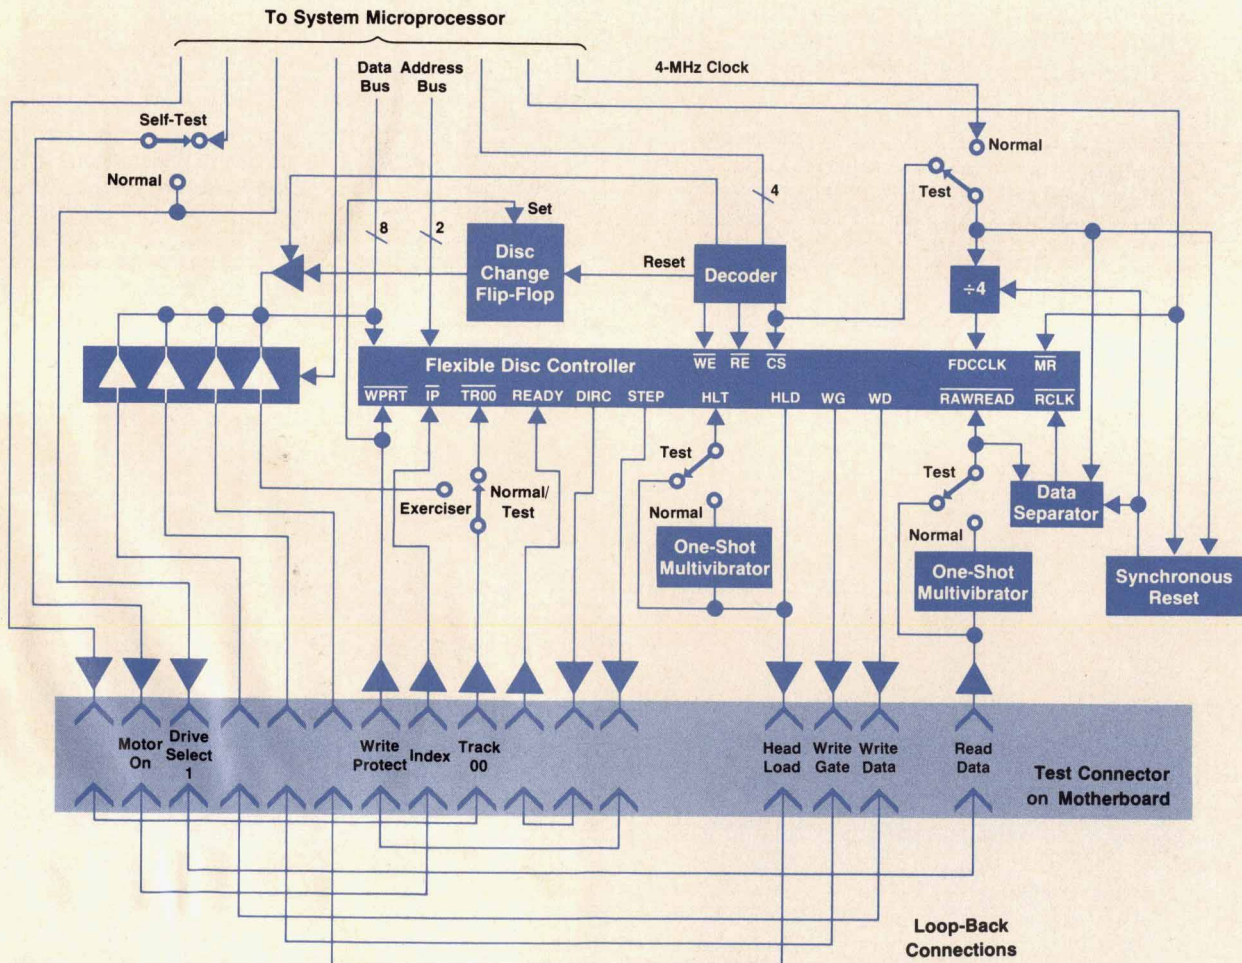 To System Microprocessor
Data
Bus
Address
Bus
4-MHz Clock
Self-Test
Normal
Normal
Test
4
8
2
Set
Disc
Change
Flip-Flop
Reset
Decoder
÷4
Flexible Disc Controller
WE
RE
CS
FDCCLK
MR
WPRT
IP
TR00
READY
DIRC
STEP
HLT
HLD
WG
WD
RAWREAD
RCLK
Exerciser
Normal/
Test
Test
Normal
One-Shot
Multivibrator
Test
Normal
One-Shot
Multivibrator
Data
Separator
Synchronous
Reset
Motor
On
Drive
Select
1
Write
Protect
Index
Track
00
Head
Load
Write
Gate
Write
Data
Read
Data
Test Connector
on Motherboard
Loop-Back
Connections